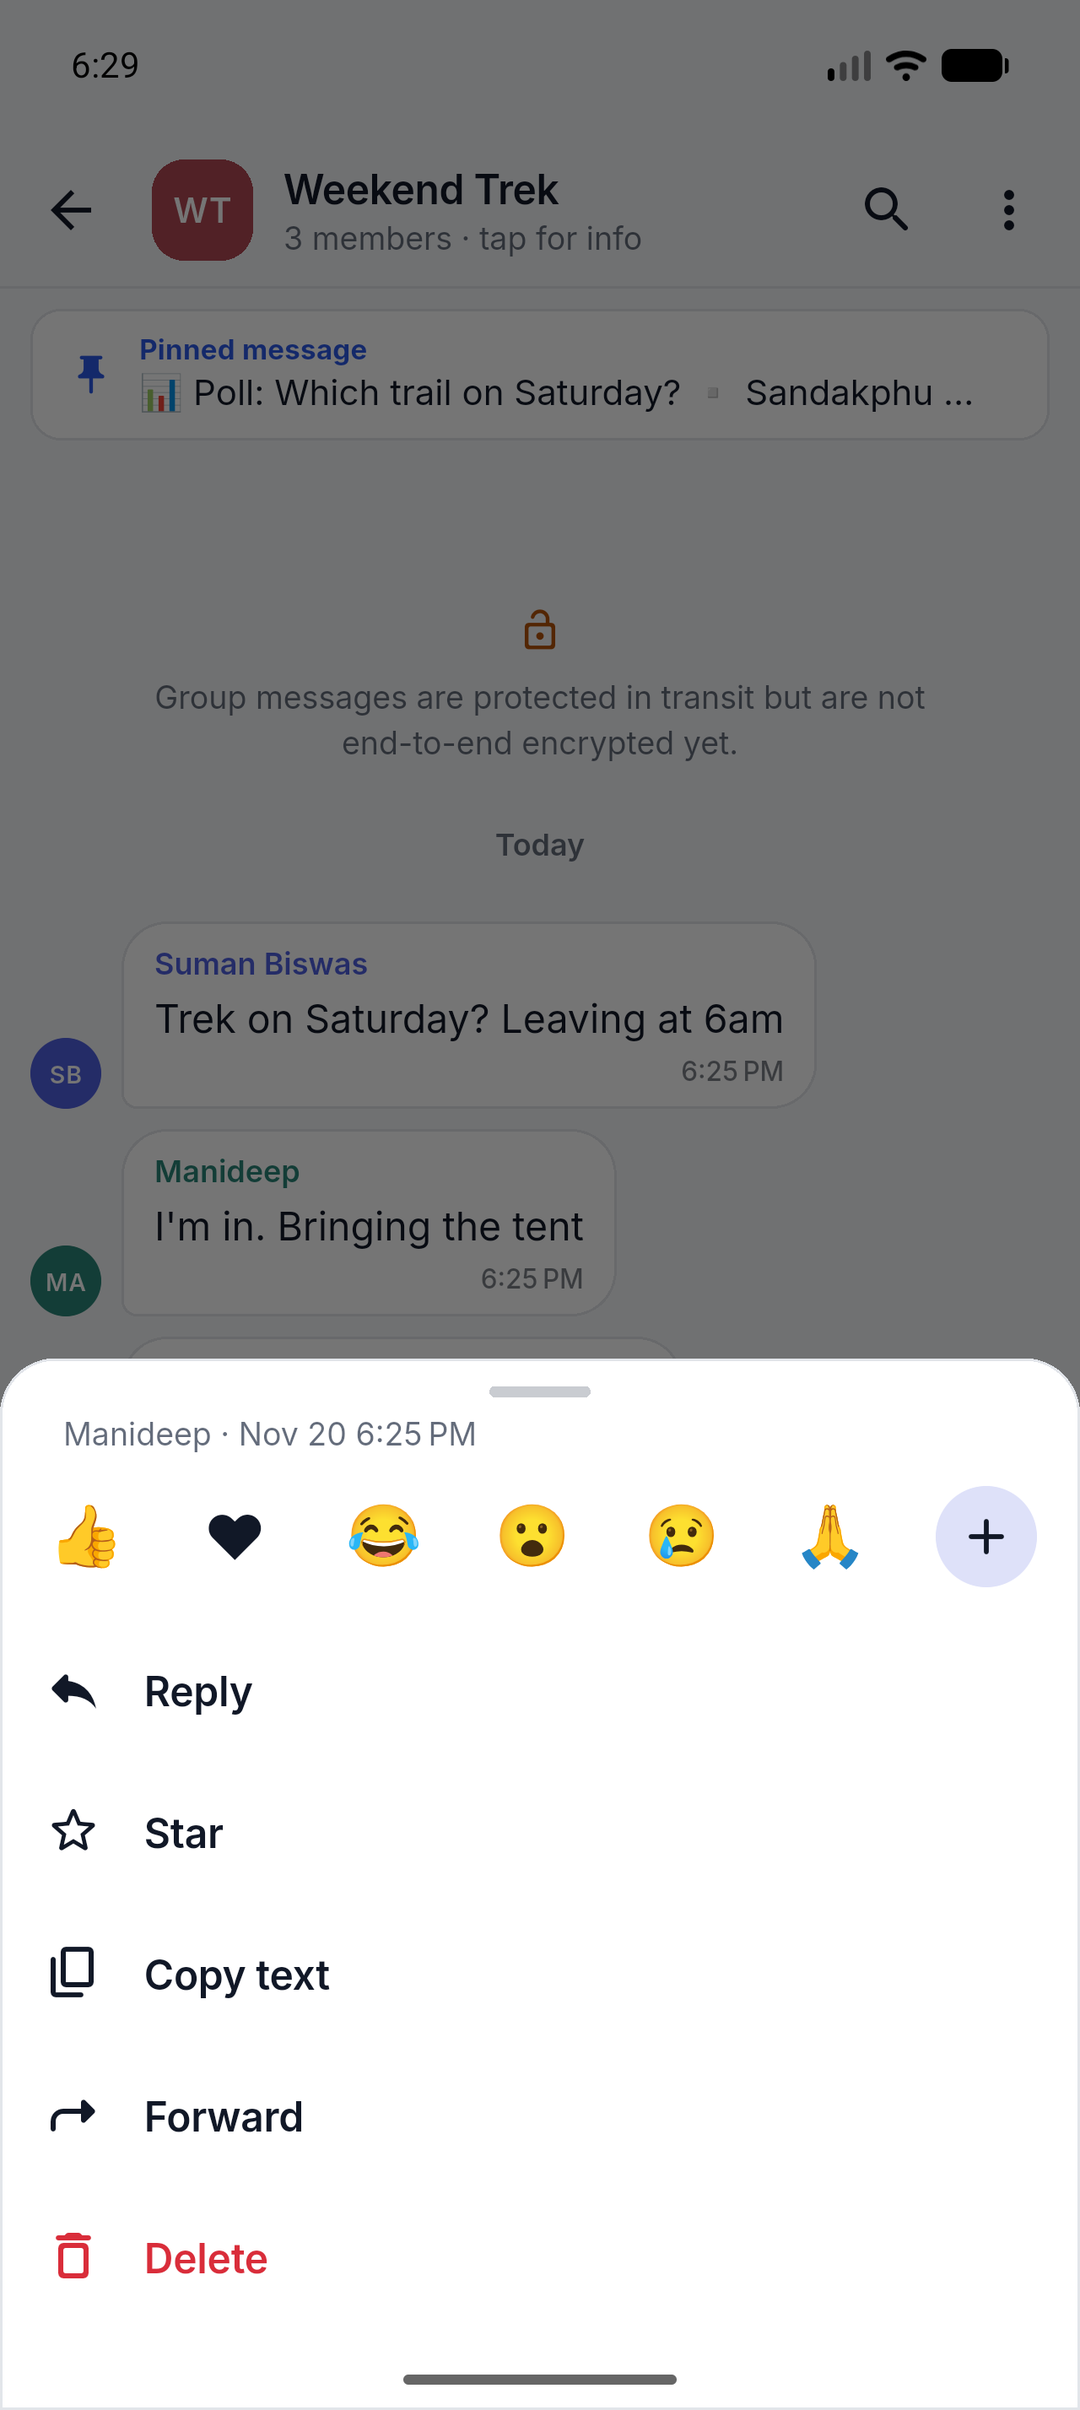 6:29
WT
Weekend Trek
3 members · tap for info
Pinned message
📊 Poll: Which trail on Saturday? ▫️ Sandakphu ...
Group messages are protected in transit but are not
end-to-end encrypted yet.
Today
Suman Biswas
Trek on Saturday? Leaving at 6am
6:25 PM
SB
Manideep
I'm in. Bringing the tent
6:25 PM
MA
Manideep · Nov 20 6:25 PM
👍 ♥ 😂 😮 😢 🙏 +
Reply
Star
Copy text
Forward
Delete